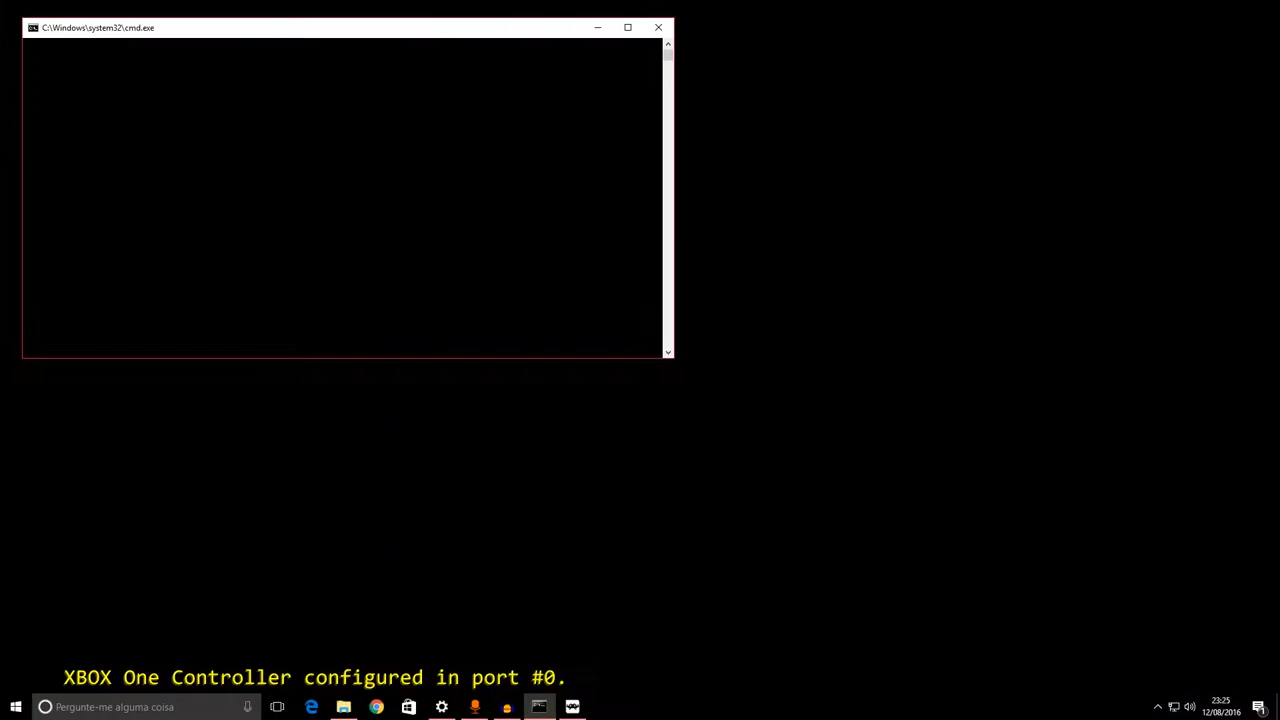 C:\Windows\system32\cmd.exe
XBOX One Controller configured in port #0.
Pergunte-me alguma coisa
23:25
12/08/2016